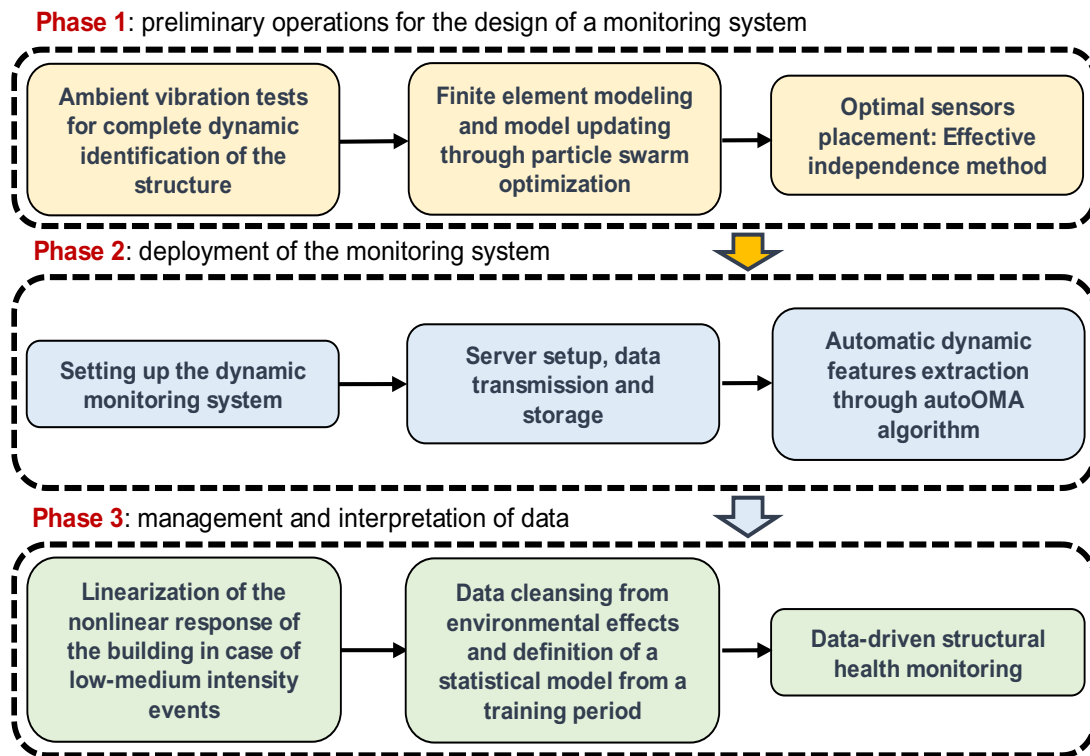 Phase 1: preliminary operations for the design of a monitoring system
Ambient vibration tests
for complete dynamic
identification of the
structure
Finite element modeling
and model updating
through particle swarm
optimization
Optimal sensors
placement: Effective
independence method
Phase 2: deployment of the monitoring system
Setting up the dynamic
monitoring system
Server setup, data
transmission and
storage
Automatic dynamic
features extraction
through autoOMA
algorithm
Phase 3: management and interpretation of data
Linearization of the
nonlinear response of
the building in case of
low-medium intensity
events
Data cleansing from
environmental effects
and definition of a
statistical model from a
training period
Data-driven structural
health monitoring